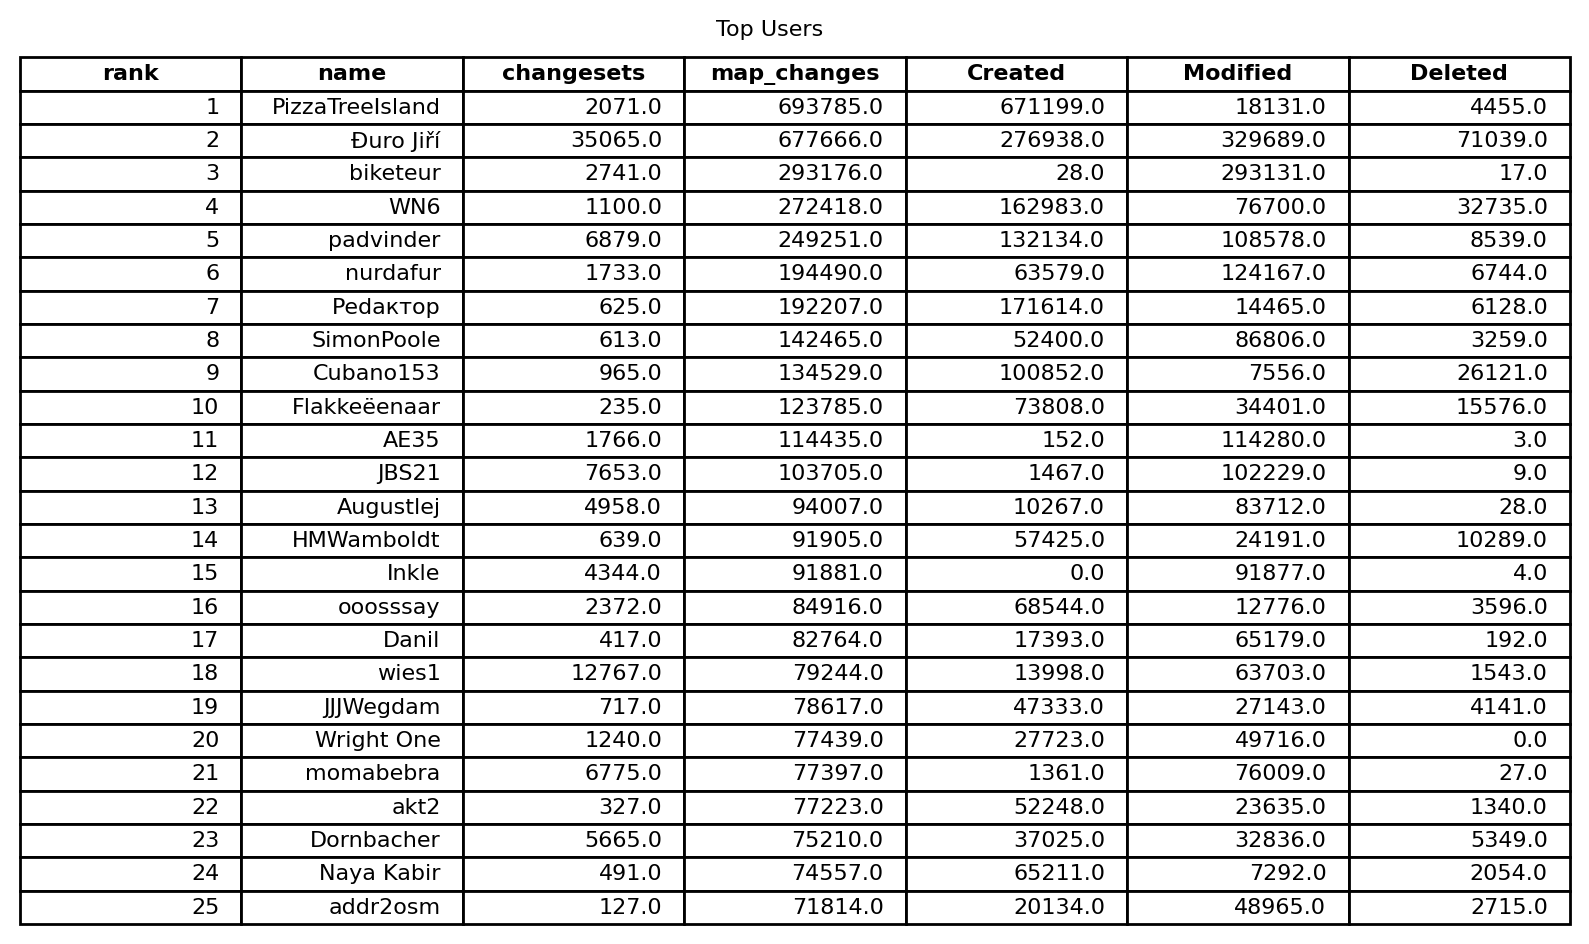 Top Users
rank name changesets map_changes Created Modified Deleted
1 PizzaTreeIsland 2071.0 693785.0 671199.0 18131.0 4455.0
2 Đuro Jiří 35065.0 677666.0 276938.0 329689.0 71039.0
3 biketeur 2741.0 293176.0 28.0 293131.0 17.0
4 WN6 1100.0 272418.0 162983.0 76700.0 32735.0
5 padvinder 6879.0 249251.0 132134.0 108578.0 8539.0
6 nurdafur 1733.0 194490.0 63579.0 124167.0 6744.0
7 Pedaктop 625.0 192207.0 171614.0 14465.0 6128.0
8 SimonPoole 613.0 142465.0 52400.0 86806.0 3259.0
9 Cubano153 965.0 134529.0 100852.0 7556.0 26121.0
10 Flakkeëenaar 235.0 123785.0 73808.0 34401.0 15576.0
11 AE35 1766.0 114435.0 152.0 114280.0 3.0
12 JBS21 7653.0 103705.0 1467.0 102229.0 9.0
13 Augustlej 4958.0 94007.0 10267.0 83712.0 28.0
14 HMWamboldt 639.0 91905.0 57425.0 24191.0 10289.0
15 Inkle 4344.0 91881.0 0.0 91877.0 4.0
16 ooosssay 2372.0 84916.0 68544.0 12776.0 3596.0
17 Danil 417.0 82764.0 17393.0 65179.0 192.0
18 wies1 12767.0 79244.0 13998.0 63703.0 1543.0
19 JJJWegdam 717.0 78617.0 47333.0 27143.0 4141.0
20 Wright One 1240.0 77439.0 27723.0 49716.0 0.0
21 momabebra 6775.0 77397.0 1361.0 76009.0 27.0
22 akt2 327.0 77223.0 52248.0 23635.0 1340.0
23 Dornbacher 5665.0 75210.0 37025.0 32836.0 5349.0
24 Naya Kabir 491.0 74557.0 65211.0 7292.0 2054.0
25 addr2osm 127.0 71814.0 20134.0 48965.0 2715.0